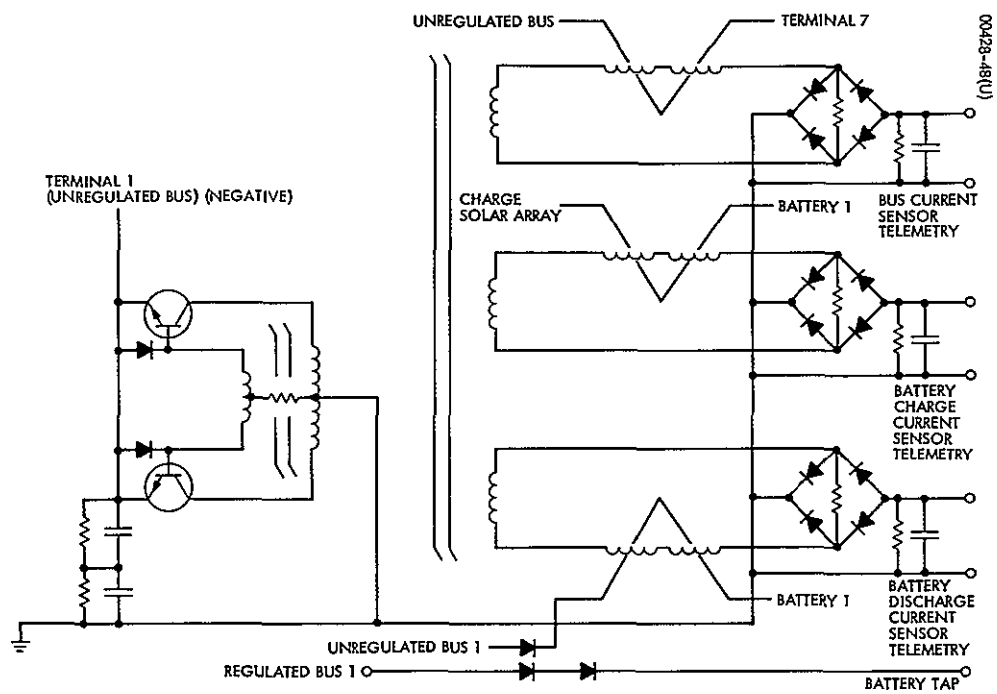 UNREGULATED BUS
TERMINAL 7
00428-48(U)
BUS CURRENT
SENSOR
TELEMETRY
TERMINAL 1
(UNREGULATED BUS) (NEGATIVE)
CHARGE
SOLAR ARRAY
BATTERY 1
BATTERY
CHARGE
CURRENT
SENSOR
TELEMETRY
BATTERY 1
BATTERY
DISCHARGE
CURRENT
SENSOR
TELEMETRY
UNREGULATED BUS 1
REGULATED BUS 1
BATTERY TAP